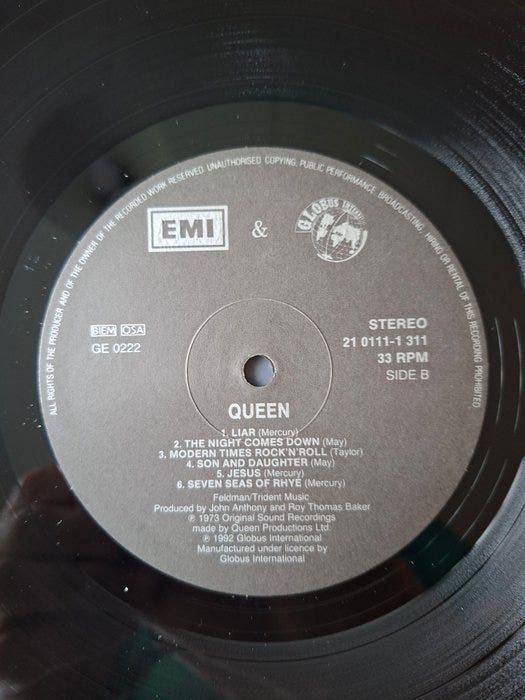 ALL RIGHTS OF THE PRODUCER AND OF THE OWNER OF THE RECORDED WORK RESERVED. UNAUTHORISED COPYING, PUBLIC PERFORMANCE, BROADCASTING, HIRING OR RENTAL OF THIS RECORDING PROHIBITED
EMI & GLOBUS INTERNATIONAL
BIEM OSA
GE 0222
STEREO
21 0111-1 311
33 RPM
SIDE B
QUEEN
1. LIAR (Mercury)
2. THE NIGHT COMES DOWN (May)
3. MODERN TIMES ROCK'N'ROLL (Taylor)
4. SON AND DAUGHTER (May)
5. JESUS (Mercury)
6. SEVEN SEAS OF RHYE (Mercury)
Feldman/Trident Music
Produced by John Anthony and Roy Thomas Baker
℗ 1973 Original Sound Recordings
made by Queen Productions Ltd.
℗ 1992 Globus International
Manufactured under licence by
Globus International